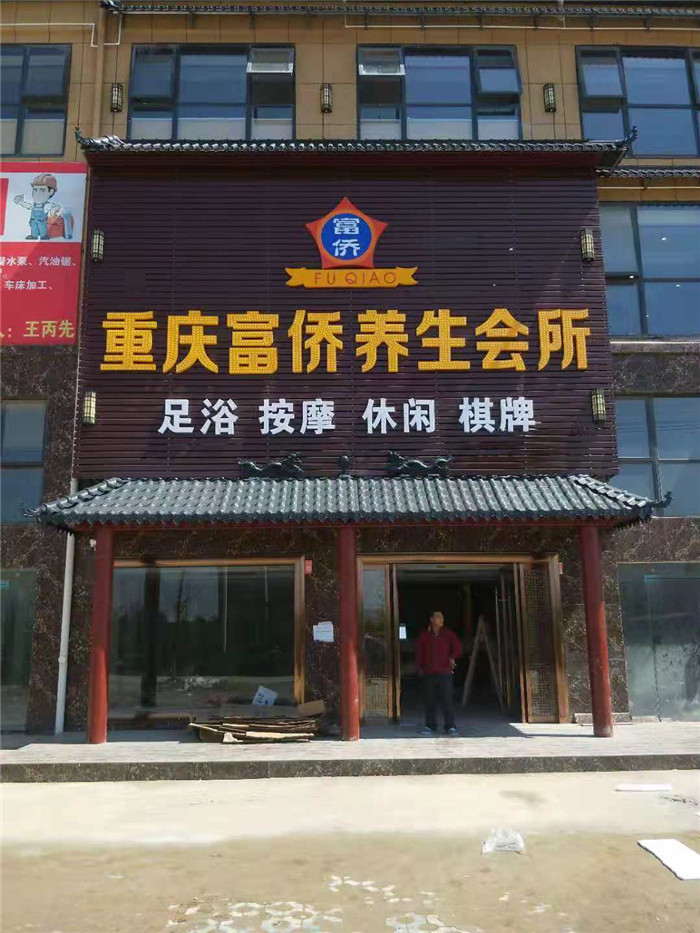 富
侨
FU QIAO
重庆富侨养生会所
足浴 按摩 休闲 棋牌
水泵、汽油锯、
车床加工、
：王丙先